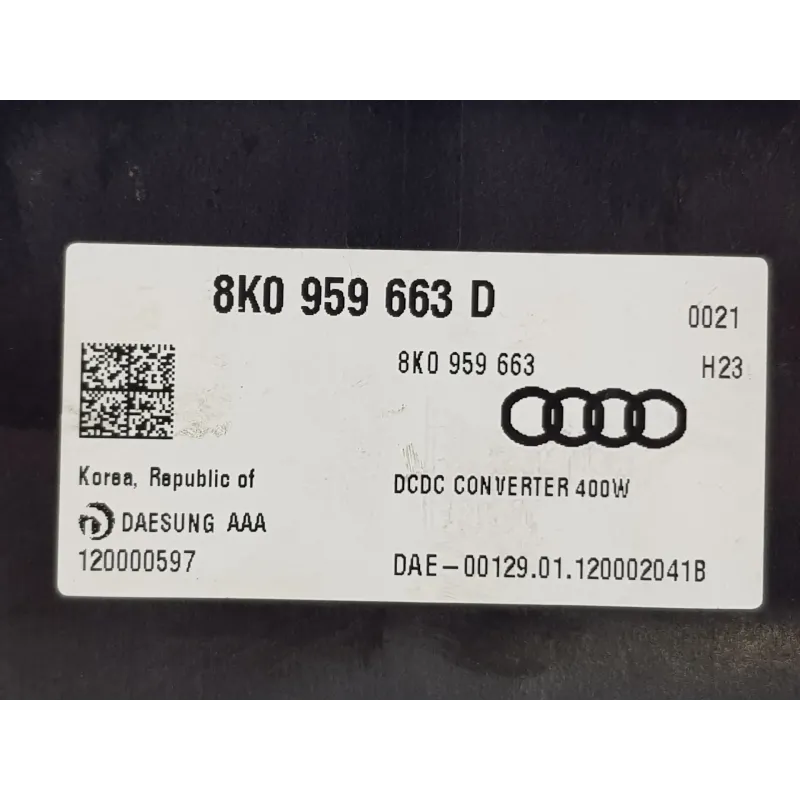 8K0 959 663 D
0021
8K0 959 663
H23
Korea, Republic of
DCDC CONVERTER 400W
DAESUNG AAA
120000597
DAE-00129.01.120002041B